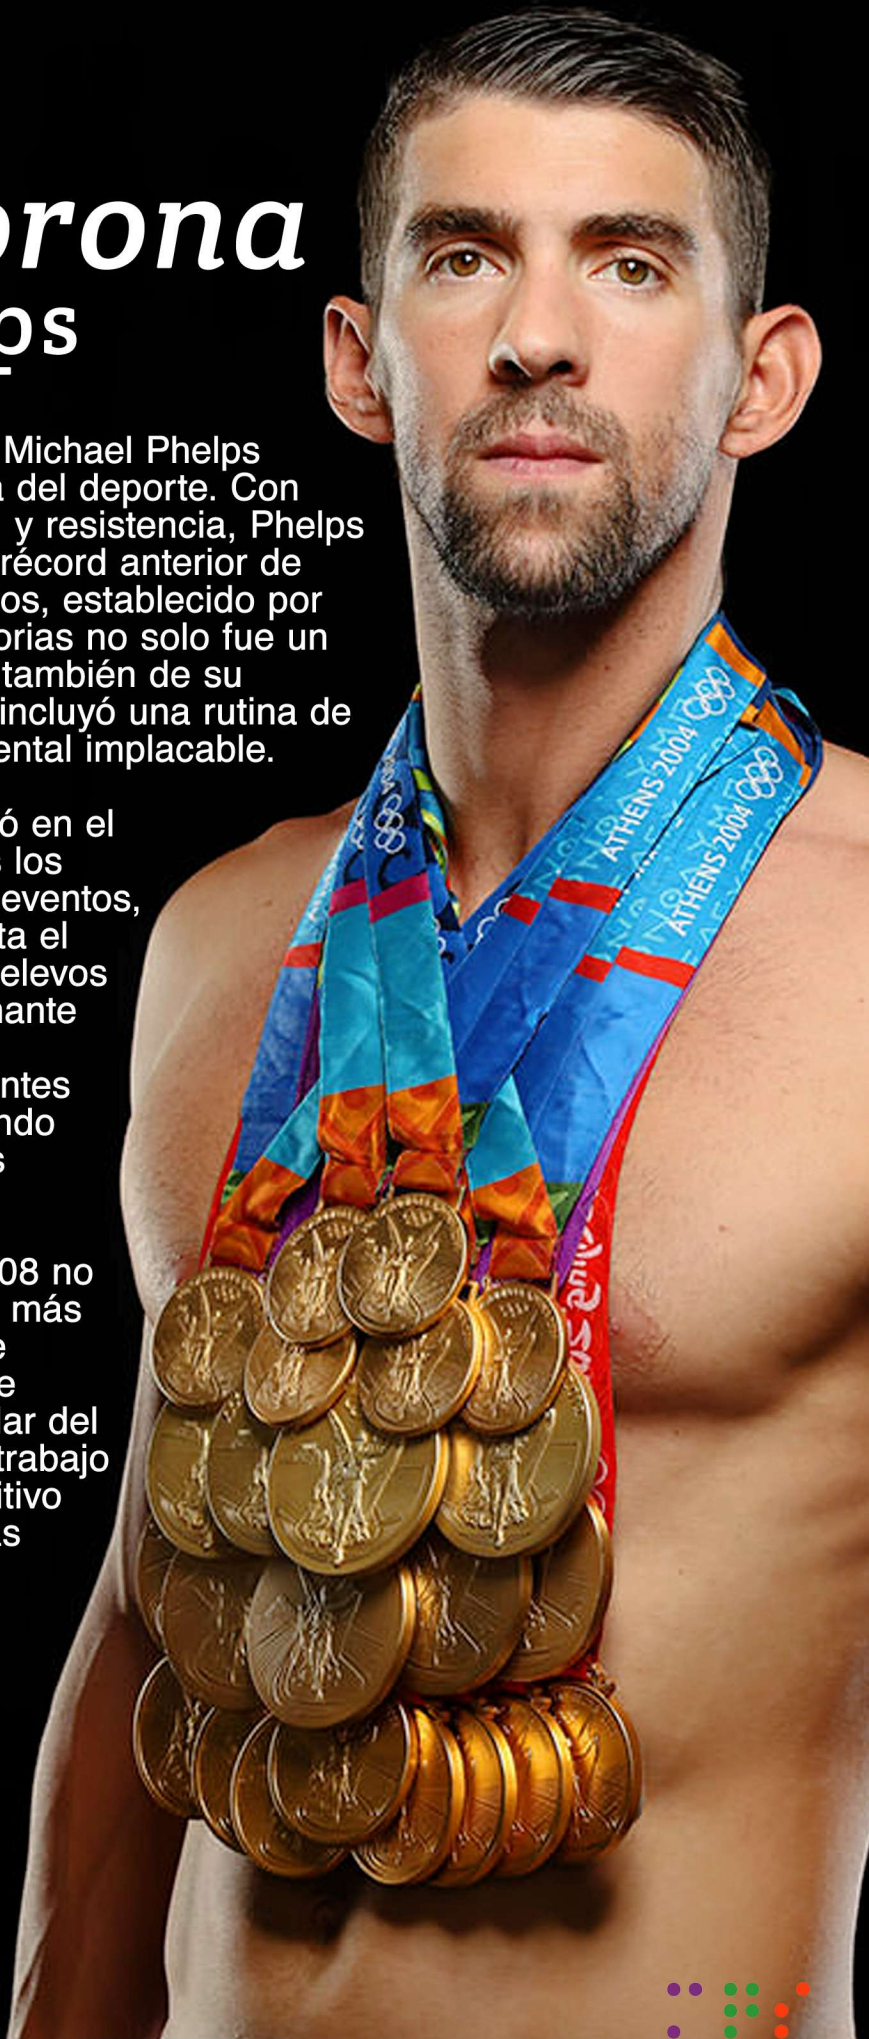 orona
ps
Michael Phelps
a del deporte. Con
y resistencia, Phelps
récord anterior de
os, establecido por
orias no solo fue un
también de su
incluyó una rutina de
ental implacable.
ó en el
s los
eventos,
ta el
elevos
nante
ntes
ndo
s
08 no
más
e
e
lar del
trabajo
itivo
as
ATHENS 2004
ATHENS 2004